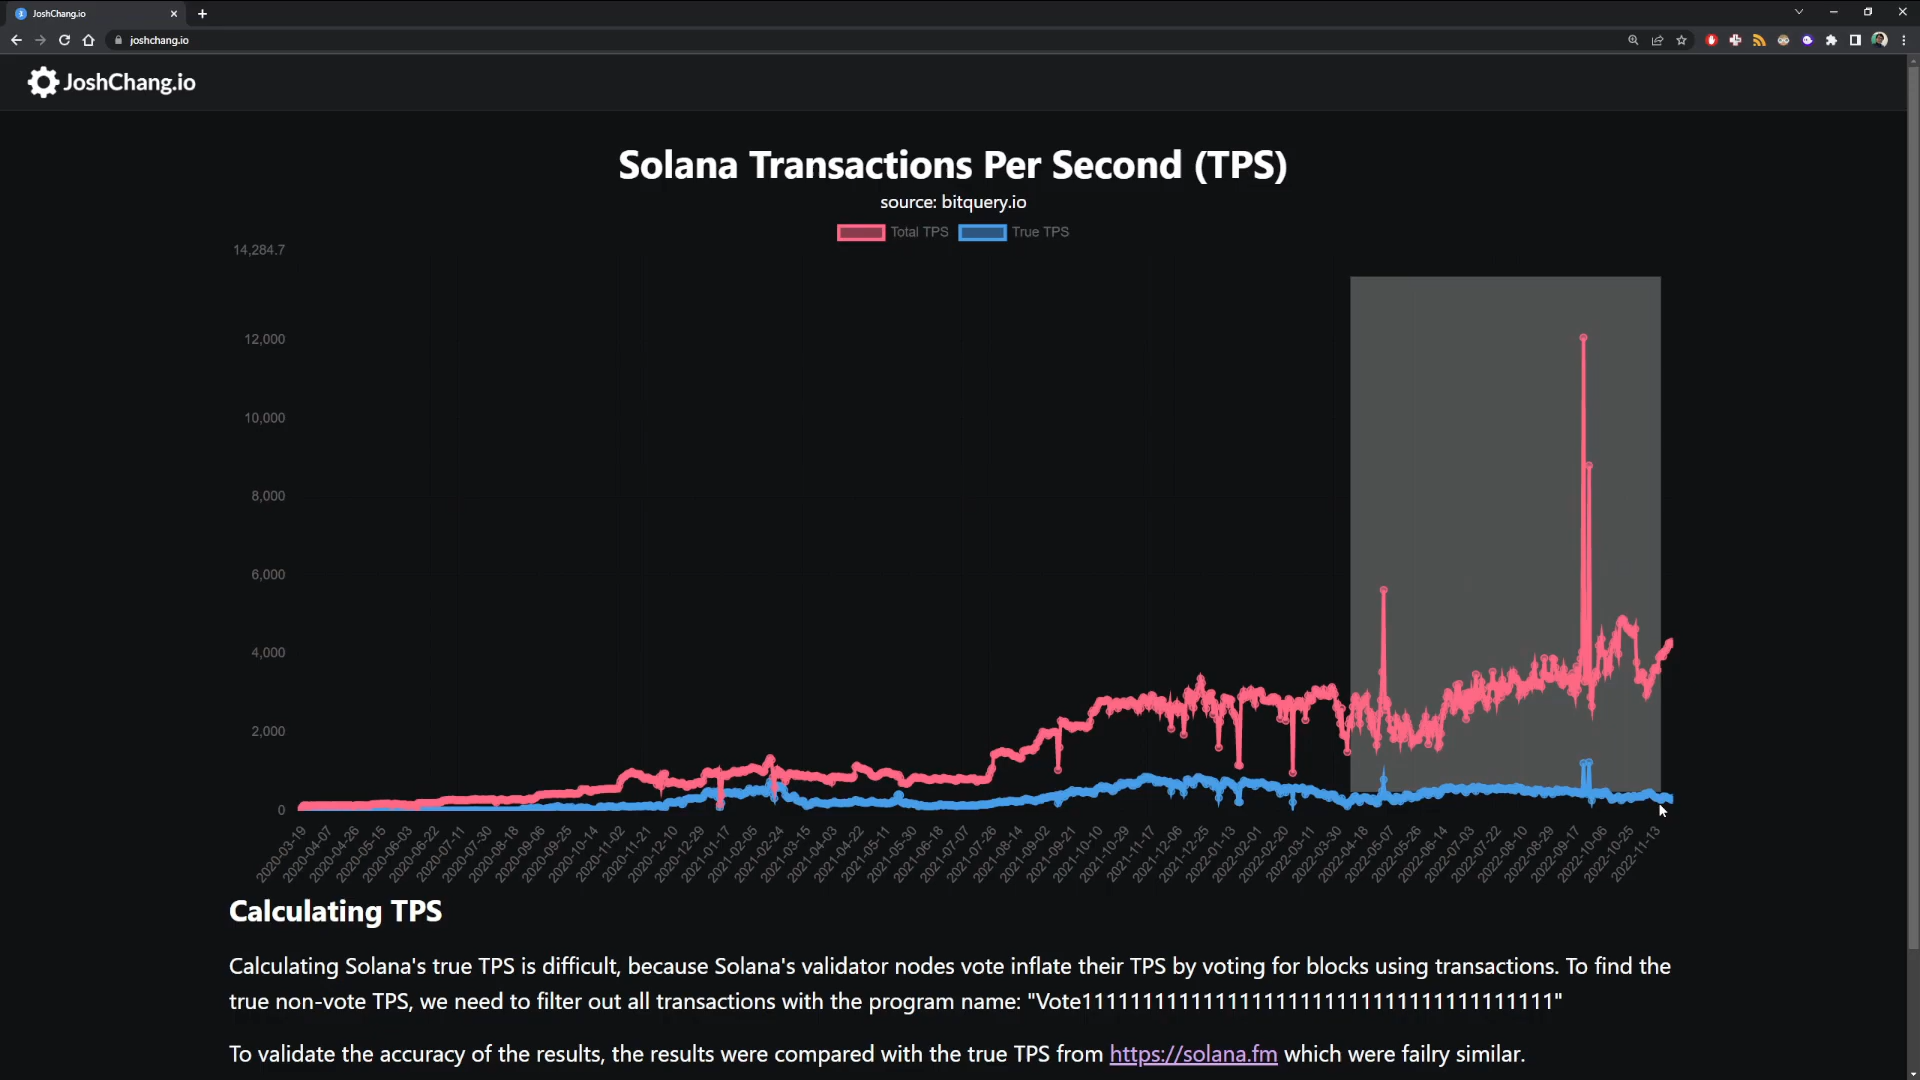 JoshChang.io
joshchang.io
JoshChang.io
Solana Transactions Per Second (TPS)
source: bitquery.io
Total TPS True TPS
14,284.7
12,000
10,000
8,000
6,000
4,000
2,000
0
2020-03-19 2020-04-07 2020-04-26 2020-05-15 2020-06-03 2020-06-22 2020-07-11 2020-07-30 2020-08-18 2020-09-06 2020-09-25 2020-10-14 2020-11-02 2020-11-21 2020-12-10 2020-12-29 2021-01-17 2021-02-05 2021-02-24 2021-03-15 2021-04-03 2021-04-22 2021-05-11 2021-05-30 2021-06-18 2021-07-07 2021-07-26 2021-08-14 2021-09-02 2021-09-21 2021-10-10 2021-10-29 2021-11-17 2021-12-06 2021-12-25 2022-01-13 2022-02-01 2022-02-20 2022-03-11 2022-03-30 2022-04-18 2022-05-07 2022-05-26 2022-06-14 2022-07-03 2022-07-22 2022-08-10 2022-08-29 2022-09-17 2022-10-06 2022-10-25 2022-11-13
Calculating TPS
Calculating Solana's true TPS is difficult, because Solana's validator nodes vote inflate their TPS by voting for blocks using transactions. To find the
true non-vote TPS, we need to filter out all transactions with the program name: "Vote111111111111111111111111111111111111111"
To validate the accuracy of the results, the results were compared with the true TPS from https://solana.fm which were failry similar.